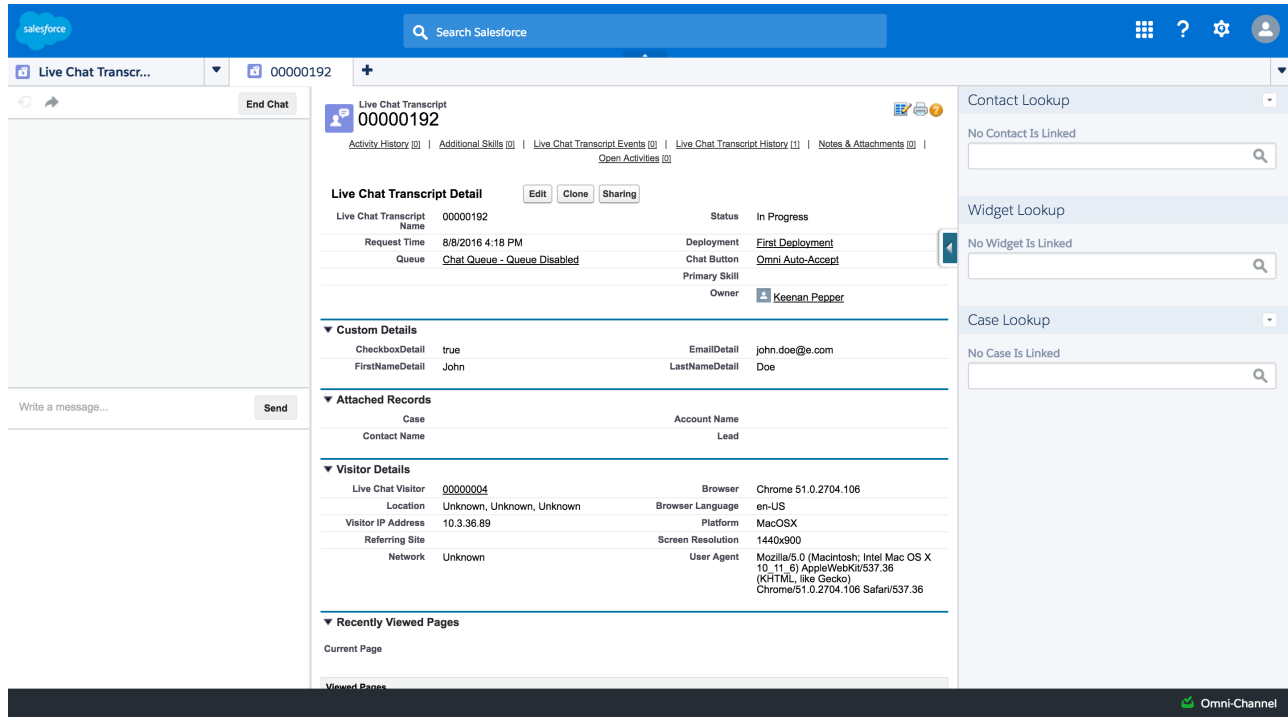 salesforce
Search Salesforce
?
Live Chat Transcr...
00000192
+
End Chat
Write a message...
Send
Live Chat Transcript
00000192
?
Activity History [0] | Additional Skills [0] | Live Chat Transcript Events [0] | Live Chat Transcript History [1] | Notes & Attachments [0] |
Open Activities [0]
Live Chat Transcript Detail Edit Clone Sharing
Live Chat Transcript Name 00000192 Status In Progress
Request Time 8/8/2016 4:18 PM Deployment First Deployment
Queue Chat Queue - Queue Disabled Chat Button Omni Auto-Accept
Primary Skill
Owner Keenan Pepper
Custom Details
CheckboxDetail true EmailDetail john.doe@e.com
FirstNameDetail John LastNameDetail Doe
Attached Records
Case Account Name
Contact Name Lead
Visitor Details
Live Chat Visitor 00000004 Browser Chrome 51.0.2704.106
Location Unknown, Unknown, Unknown Browser Language en-US
Visitor IP Address 10.3.36.89 Platform MacOSX
Referring Site Screen Resolution 1440x900
Network Unknown User Agent Mozilla/5.0 (Macintosh; Intel Mac OS X
10_11_6) AppleWebKit/537.36
(KHTML, like Gecko)
Chrome/51.0.2704.106 Safari/537.36
Recently Viewed Pages
Current Page
Viewed Pages
Contact Lookup
No Contact Is Linked
Widget Lookup
No Widget Is Linked
Case Lookup
No Case Is Linked
Omni-Channel